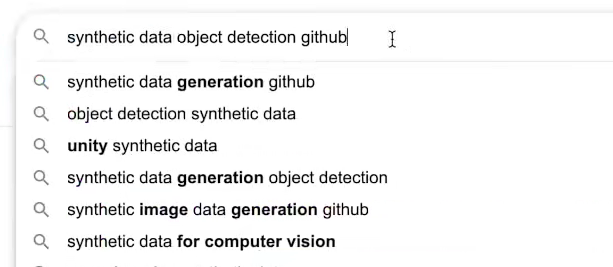 synthetic data object detection github
synthetic data generation github
object detection synthetic data
unity synthetic data
synthetic data generation object detection
synthetic image data generation github
synthetic data for computer vision